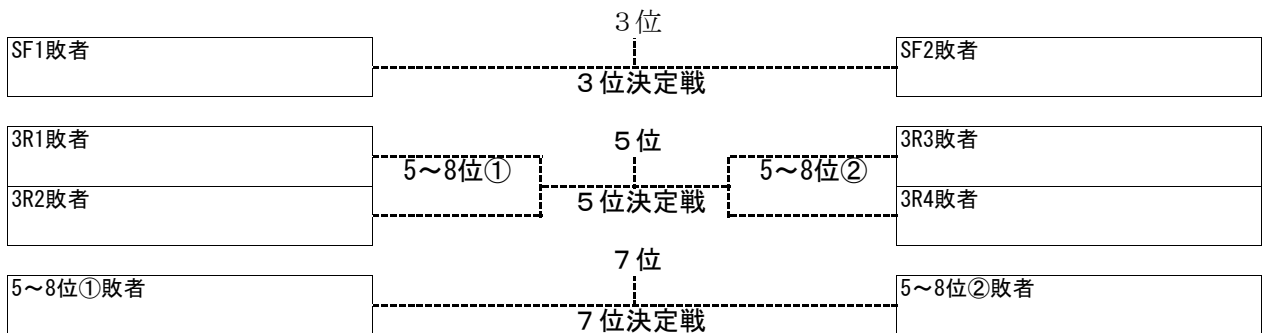 3位
SF1敗者
SF2敗者
3位決定戦
3R1敗者
5位
3R3敗者
5～8位①
5～8位②
3R2敗者
5位決定戦
3R4敗者
7位
5～8位①敗者
5～8位②敗者
7位決定戦